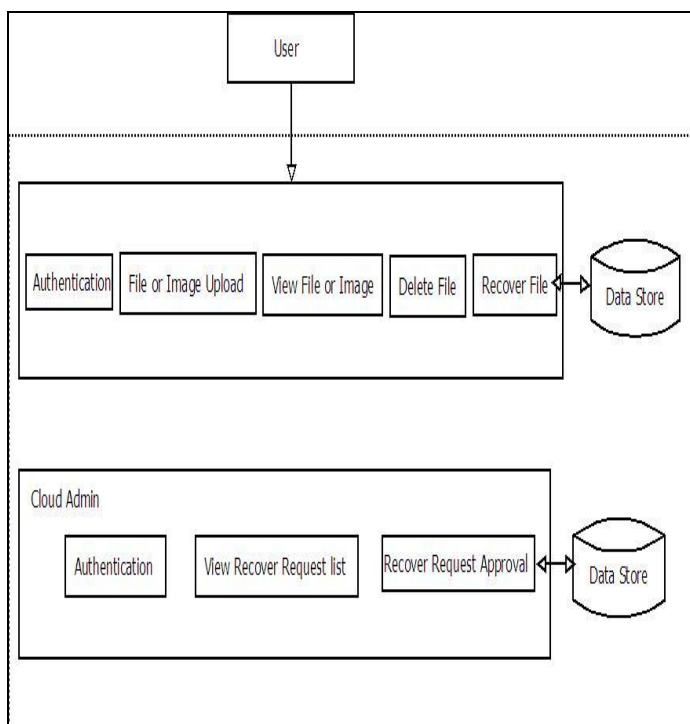 User
Authentication
File or Image Upload
View File or Image
Delete File
Recover File
Data Store
Cloud Admin
Authentication
View Recover Request list
Recover Request Approval
Data Store